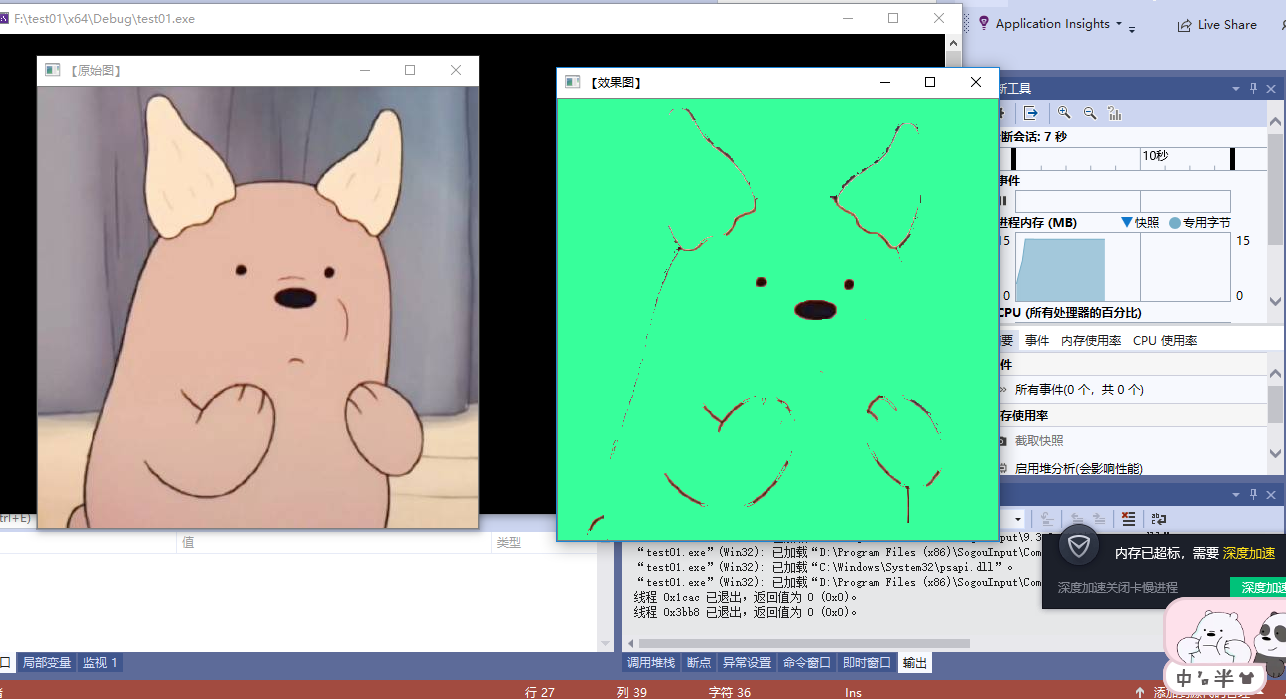 F:\test01\x64\Debug\test01.exe
Application Insights
Live Share
【原始图】
【效果图】
断工具
断会话: 7 秒
10秒
事件
进程内存 (MB)
快照
专用字节
15
15
0
0
CPU (所有处理器的百分比)
要 事件 内存使用率 CPU 使用率
件
所有事件(0 个，共 0 个)
存使用率
截取快照
启用堆分析(会影响性能)
trl+E)
值
类型
“test01.exe”(Win32): 已加载“D:\Program Files (x86)\SogouInput\Com
“test01.exe”(Win32): 已加载“C:\Windows\System32\psapi.dll”。
“test01.exe”(Win32): 已加载“D:\Program Files (x86)\SogouInput\Com
线程 0x1cac 已退出，返回值为 0 (0x0)。
线程 0x3bb8 已退出，返回值为 0 (0x0)。
内存已超标，需要 深度加速
深度加速关闭卡慢进程
深度加速
中 半
口 局部变量 监视 1
调用堆栈 断点 异常设置 命令窗口 即时窗口 输出
行 27
列 39
字符 36
Ins